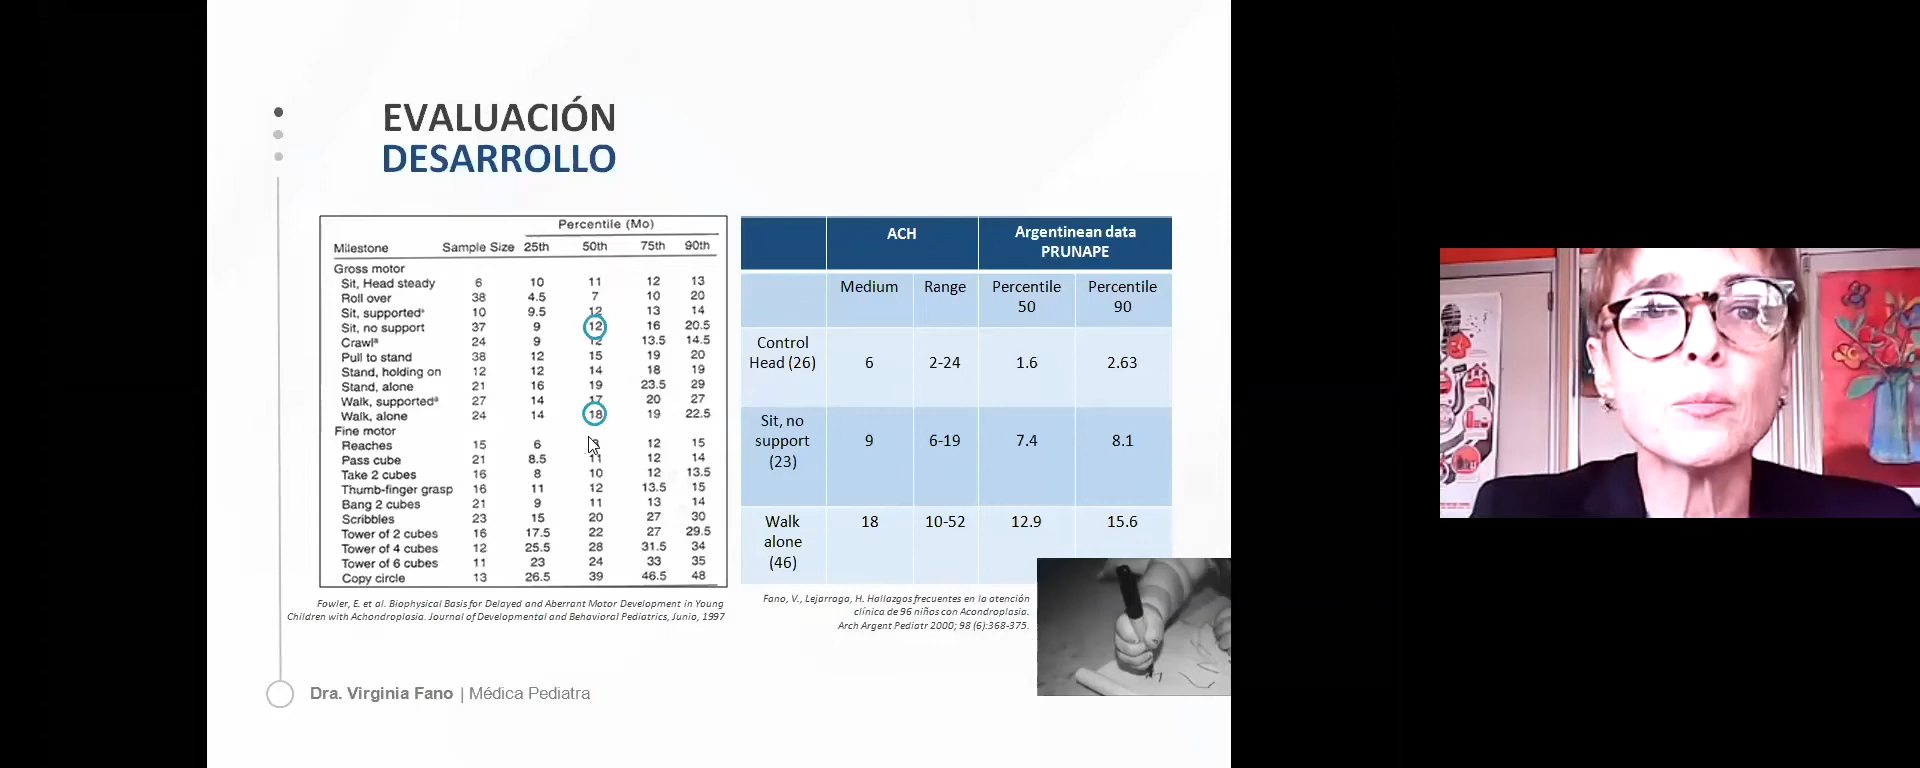 EVALUACIÓN
DESARROLLO
Percentile (Mo)
Milestone Sample Size 25th 50th 75th 90th
Gross motor
Sit, Head steady 6 10 11 12 13
Roll over 38 4.5 7 10 20
Sit, supportedª 10 9.5 12 13 14
Sit, no support 37 9 12 16 20.5
Crawlª 24 9 12 13.5 14.5
Pull to stand 38 12 15 19 20
Stand, holding on 12 12 14 18 19
Stand, alone 21 16 19 23.5 29
Walk, supportedª 27 14 17 20 27
Walk, alone 24 14 18 19 22.5
Fine motor
Reaches 15 6 12 15
Pass cube 21 8.5 11 12 14
Take 2 cubes 16 8 10 12 13.5
Thumb-finger grasp 16 11 12 13.5 15
Bang 2 cubes 21 9 11 13 14
Scribbles 23 15 20 27 30
Tower of 2 cubes 16 17.5 22 27 29.5
Tower of 4 cubes 12 25.5 28 31.5 34
Tower of 6 cubes 11 23 24 33 35
Copy circle 13 26.5 39 46.5 48
Fowler, E. et al. Biophysical Basis for Delayed and Aberrant Motor Development in Young
Children with Achondroplasia. Journal of Developmental and Behavioral Pediatrics, Junio, 1997
ACH Argentinean data
PRUNAPE
Medium Range Percentile Percentile
50 90
Control
Head (26) 6 2-24 1.6 2.63
Sit, no
support 9 6-19 7.4 8.1
(23)
Walk 18 10-52 12.9 15.6
alone
(46)
Fano, V., Lejarraga, H. Hallazgos frecuentes en la atención
clínica de 96 niños con Acondroplasia.
Arch Argent Pediatr 2000; 98 (6):368-375.
Dra. Virginia Fano | Médica Pediatra